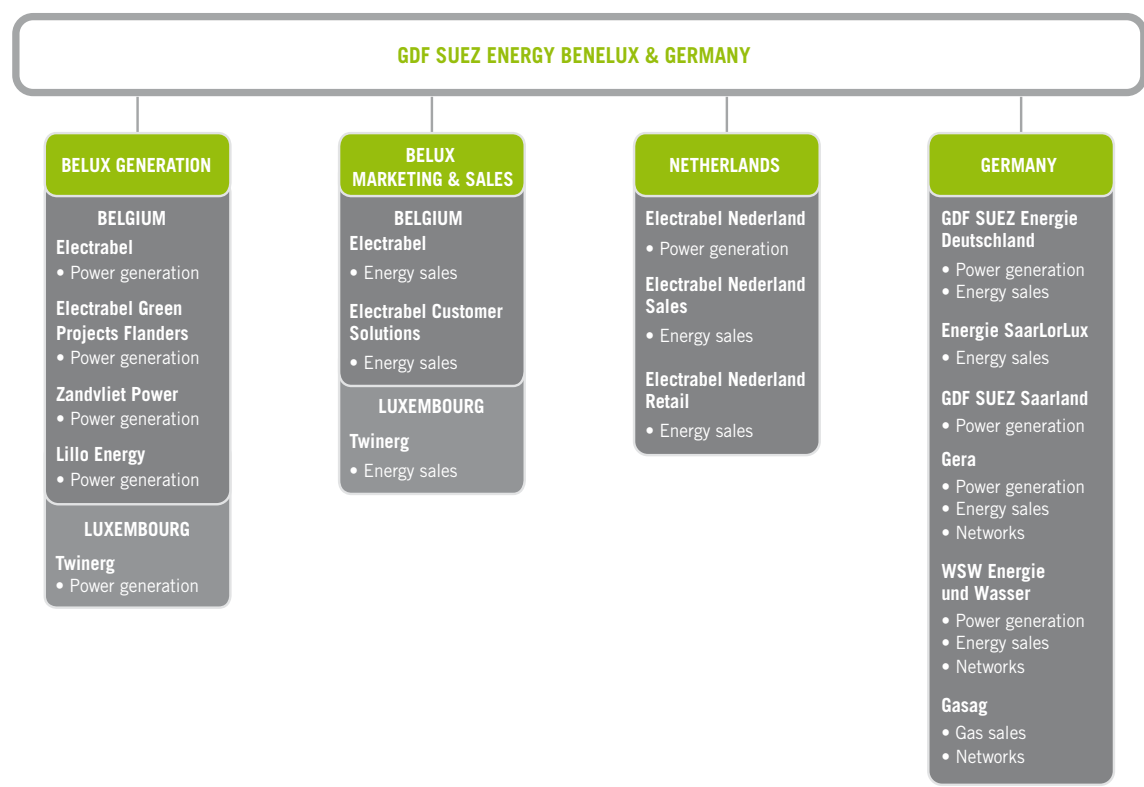 GDF SUEZ ENERGY BENELUX & GERMANY
BELUX GENERATION
BELGIUM
Electrabel
• Power generation
Electrabel Green
Projects Flanders
• Power generation
Zandvliet Power
• Power generation
Lillo Energy
• Power generation
LUXEMBOURG
Twinerg
• Power generation
BELUX
MARKETING & SALES
BELGIUM
Electrabel
• Energy sales
Electrabel Customer
Solutions
• Energy sales
LUXEMBOURG
Twinerg
• Energy sales
NETHERLANDS
Electrabel Nederland
• Power generation
Electrabel Nederland
Sales
• Energy sales
Electrabel Nederland
Retail
• Energy sales
GERMANY
GDF SUEZ Energie
Deutschland
• Power generation
• Energy sales
Energie SaarLorLux
• Energy sales
GDF SUEZ Saarland
• Power generation
Gera
• Power generation
• Energy sales
• Networks
WSW Energie
und Wasser
• Power generation
• Energy sales
• Networks
Gasag
• Gas sales
• Networks